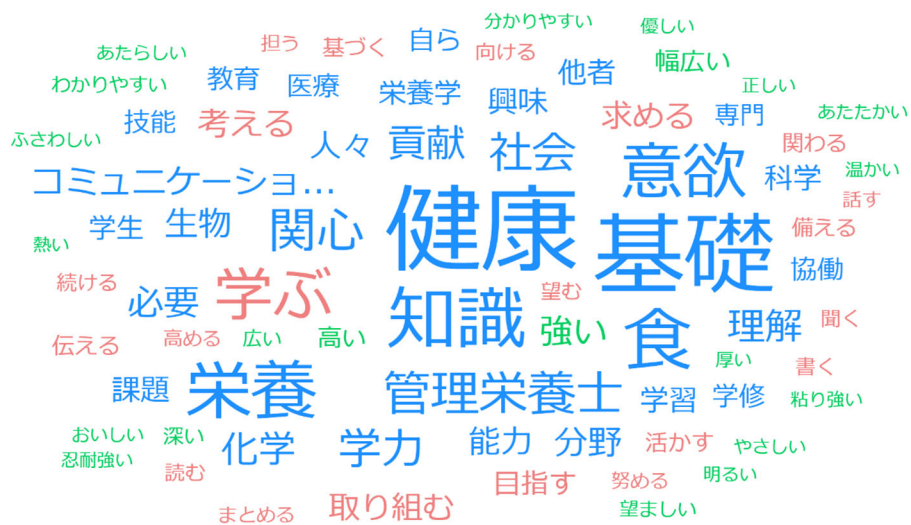 分かりやすい
優しい
あたらしい
担う
基づく
自ら
向ける
幅広い
わかりやすい
教育
医療
栄養学
興味
他者
正しい
ふさわしい
技能
考える
人々
貢献
社会
求める
専門
あたたかい
関わる
コミュニケーショ...
意欲
科学
温かい
話す
学生
生物
関心
健康
基礎
備える
熱い
協働
続ける
学ぶ
必要
知識
望む
強い
食
理解
聞く
伝える
高める
広い
高い
厚い
書く
課題
栄養
管理栄養士
学習
学修
粘り強い
おいしい
深い
化学
学力
能力
分野
活かす
やさしい
忍耐強い
読む
目指す
努める
明るい
まとめる
取り組む
望ましい